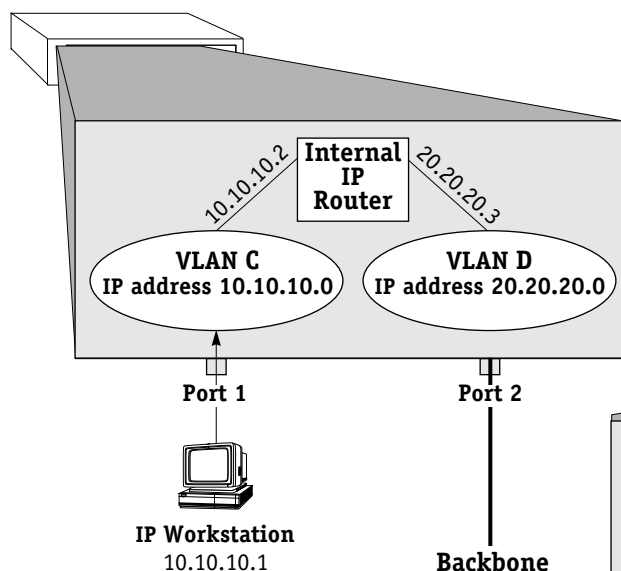 10.10.10.2
Internal
IP
Router
20.20.20.3
VLAN C
IP address 10.10.10.0
VLAN D
IP address 20.20.20.0
Port 1
Port 2
IP Workstation
10.10.10.1
Backbone